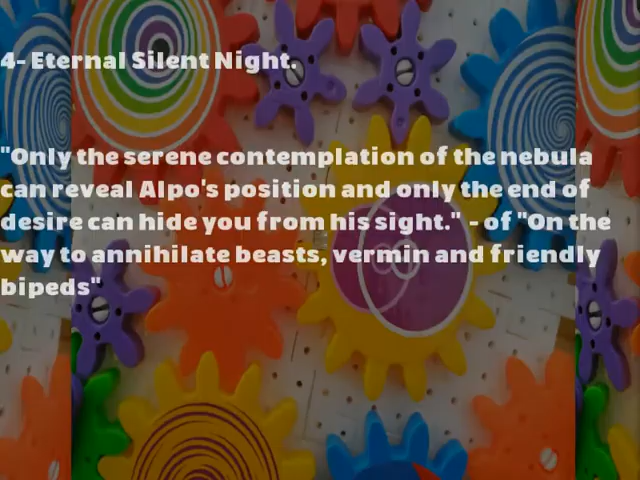 4- Eternal Silent Night.
"Only the serene contemplation of the nebula
can reveal Alpo's position and only the end of
desire can hide you from his sight." - of "On the
way to annihilate beasts, vermin and friendly
bipeds"